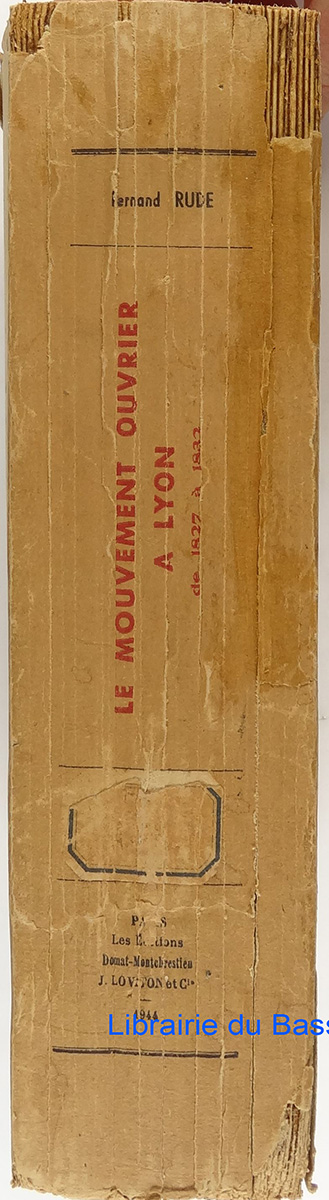 Fernand RUDE
LE MOUVEMENT OUVRIER
A LYON
de 1827 à 1832
PARIS
Les Editions
Domat-Montchrestien
J. LOVITON et Cie
1944
Librairie du Bass